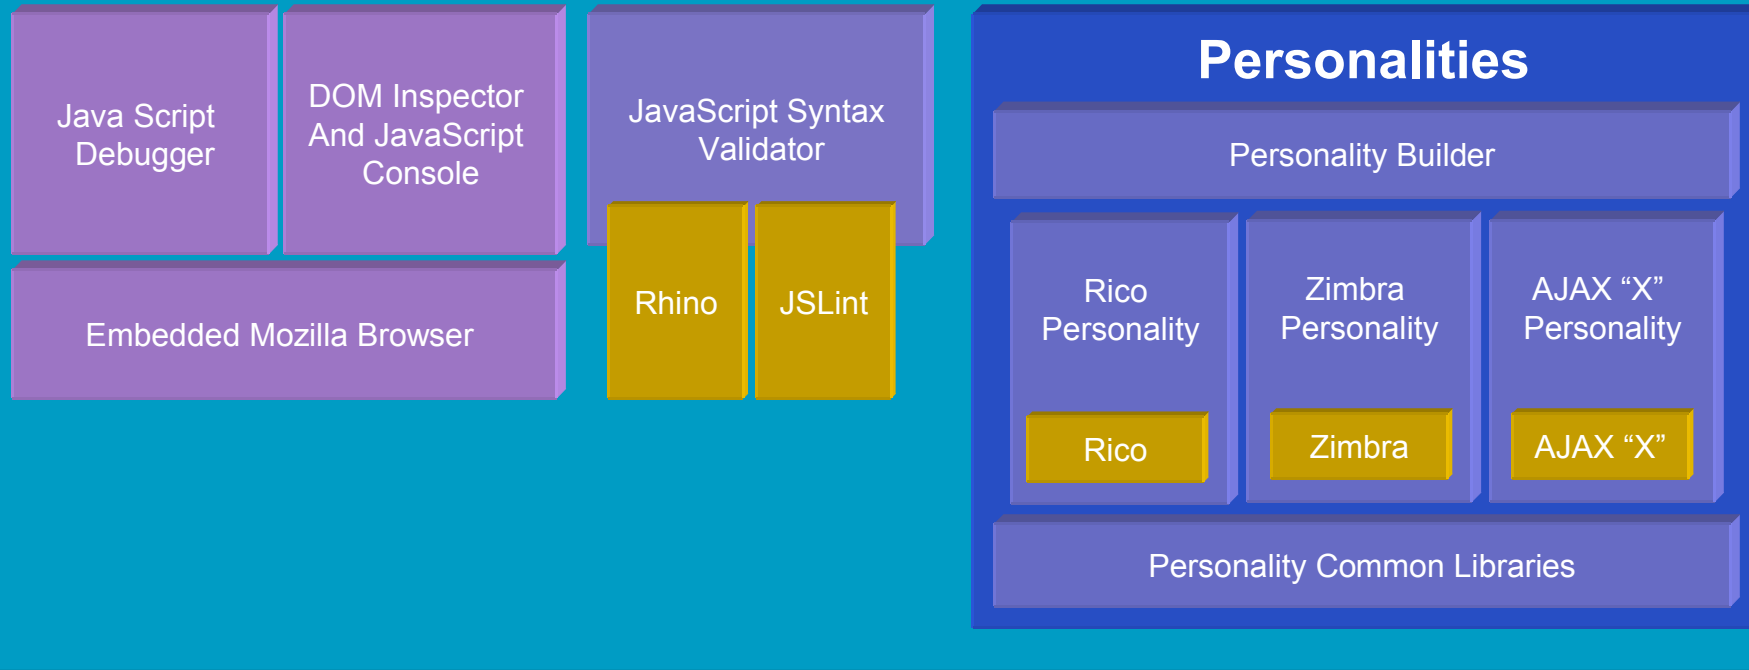 Java Script
Debugger
DOM Inspector
And JavaScript
Console
Embedded Mozilla Browser
JavaScript Syntax
Validator
Rhino
JSLint
Personalities
Personality Builder
Rico
Personality
Rico
Zimbra
Personality
Zimbra
AJAX “X”
Personality
AJAX “X”
Personality Common Libraries